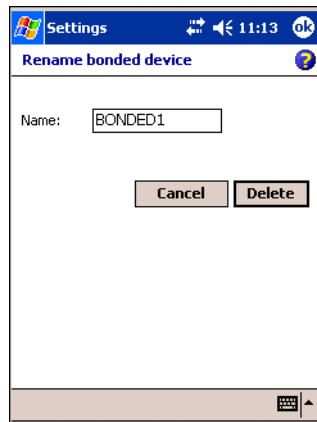 Settings 11:13 ok
Rename bonded device ?
Name: BONDED1
Cancel Delete